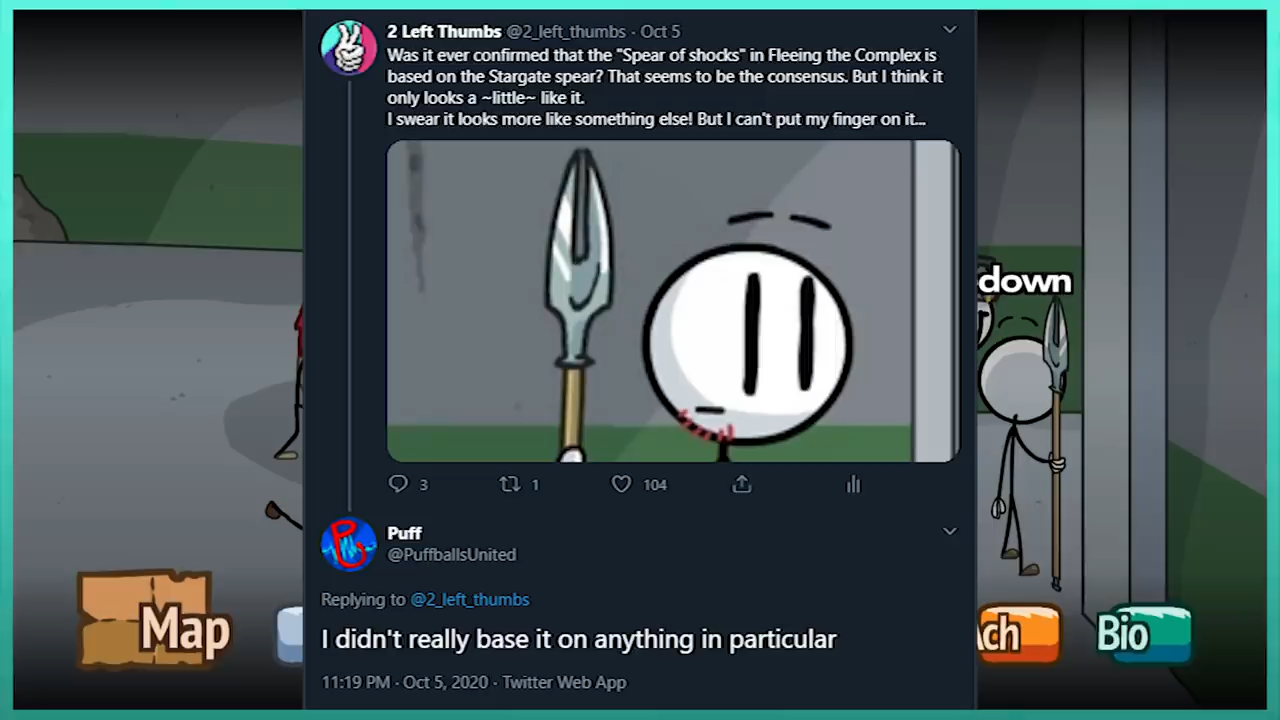 2 Left Thumbs @2_left_thumbs · Oct 5
Was it ever confirmed that the "Spear of shocks" in Fleeing the Complex is
based on the Stargate spear? That seems to be the consensus. But I think it
only looks a ~little~ like it.
I swear it looks more like something else! But I can't put my finger on it...
down
3 1 104
Puff
@PuffballsUnited
Replying to @2_left_thumbs
I didn't really base it on anything in particular
11:19 PM · Oct 5, 2020 · Twitter Web App
Map
ch
Bio